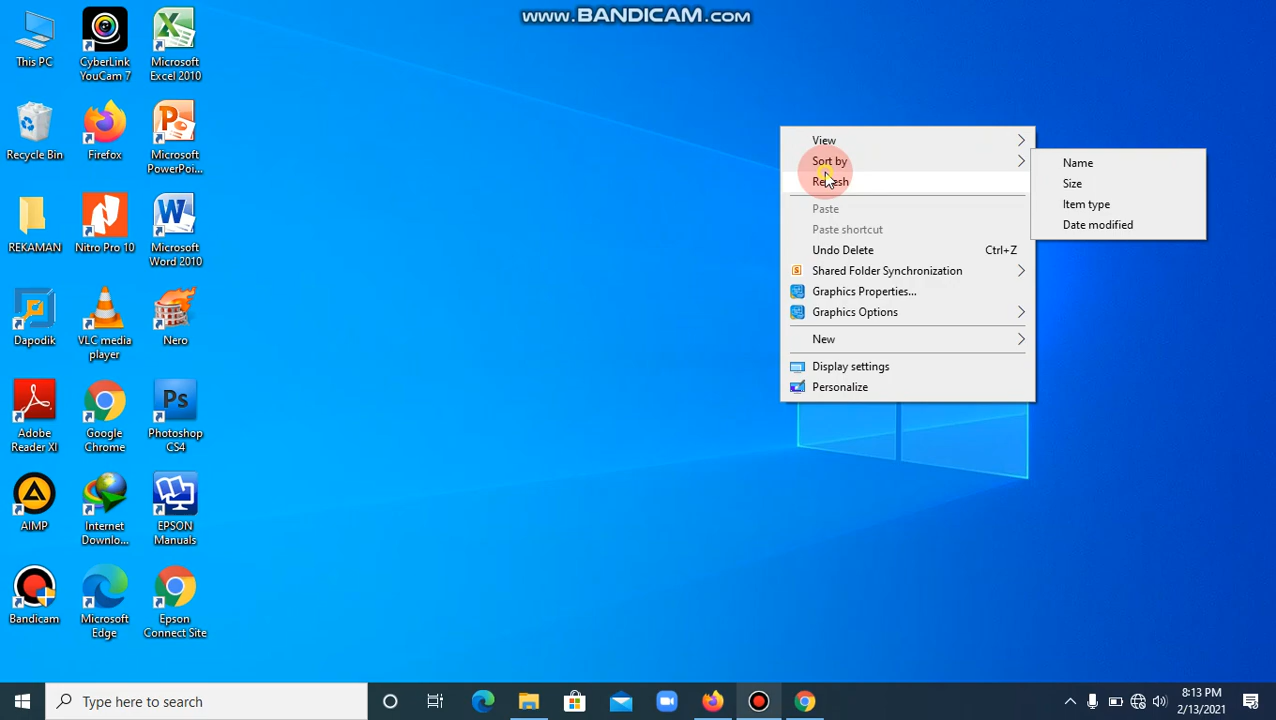 www.BANDICAM.com
This PC
CyberLink
YouCam 7
Microsoft
Excel 2010
Recycle Bin
Firefox
Microsoft
PowerPoi...
REKAMAN
Nitro Pro 10
Microsoft
Word 2010
Dapodik
VLC media
player
Nero
Adobe
Reader XI
Google
Chrome
Ps
Photoshop
CS4
AIMP
Internet
Downlo...
EPSON
Manuals
Bandicam
Microsoft
Edge
Epson
Connect Site
View
Sort by
Refresh
Paste
Paste shortcut
Undo Delete Ctrl+Z
Shared Folder Synchronization
Graphics Properties...
Graphics Options
New
Display settings
Personalize
Name
Size
Item type
Date modified
Type here to search
8:13 PM
2/13/2021